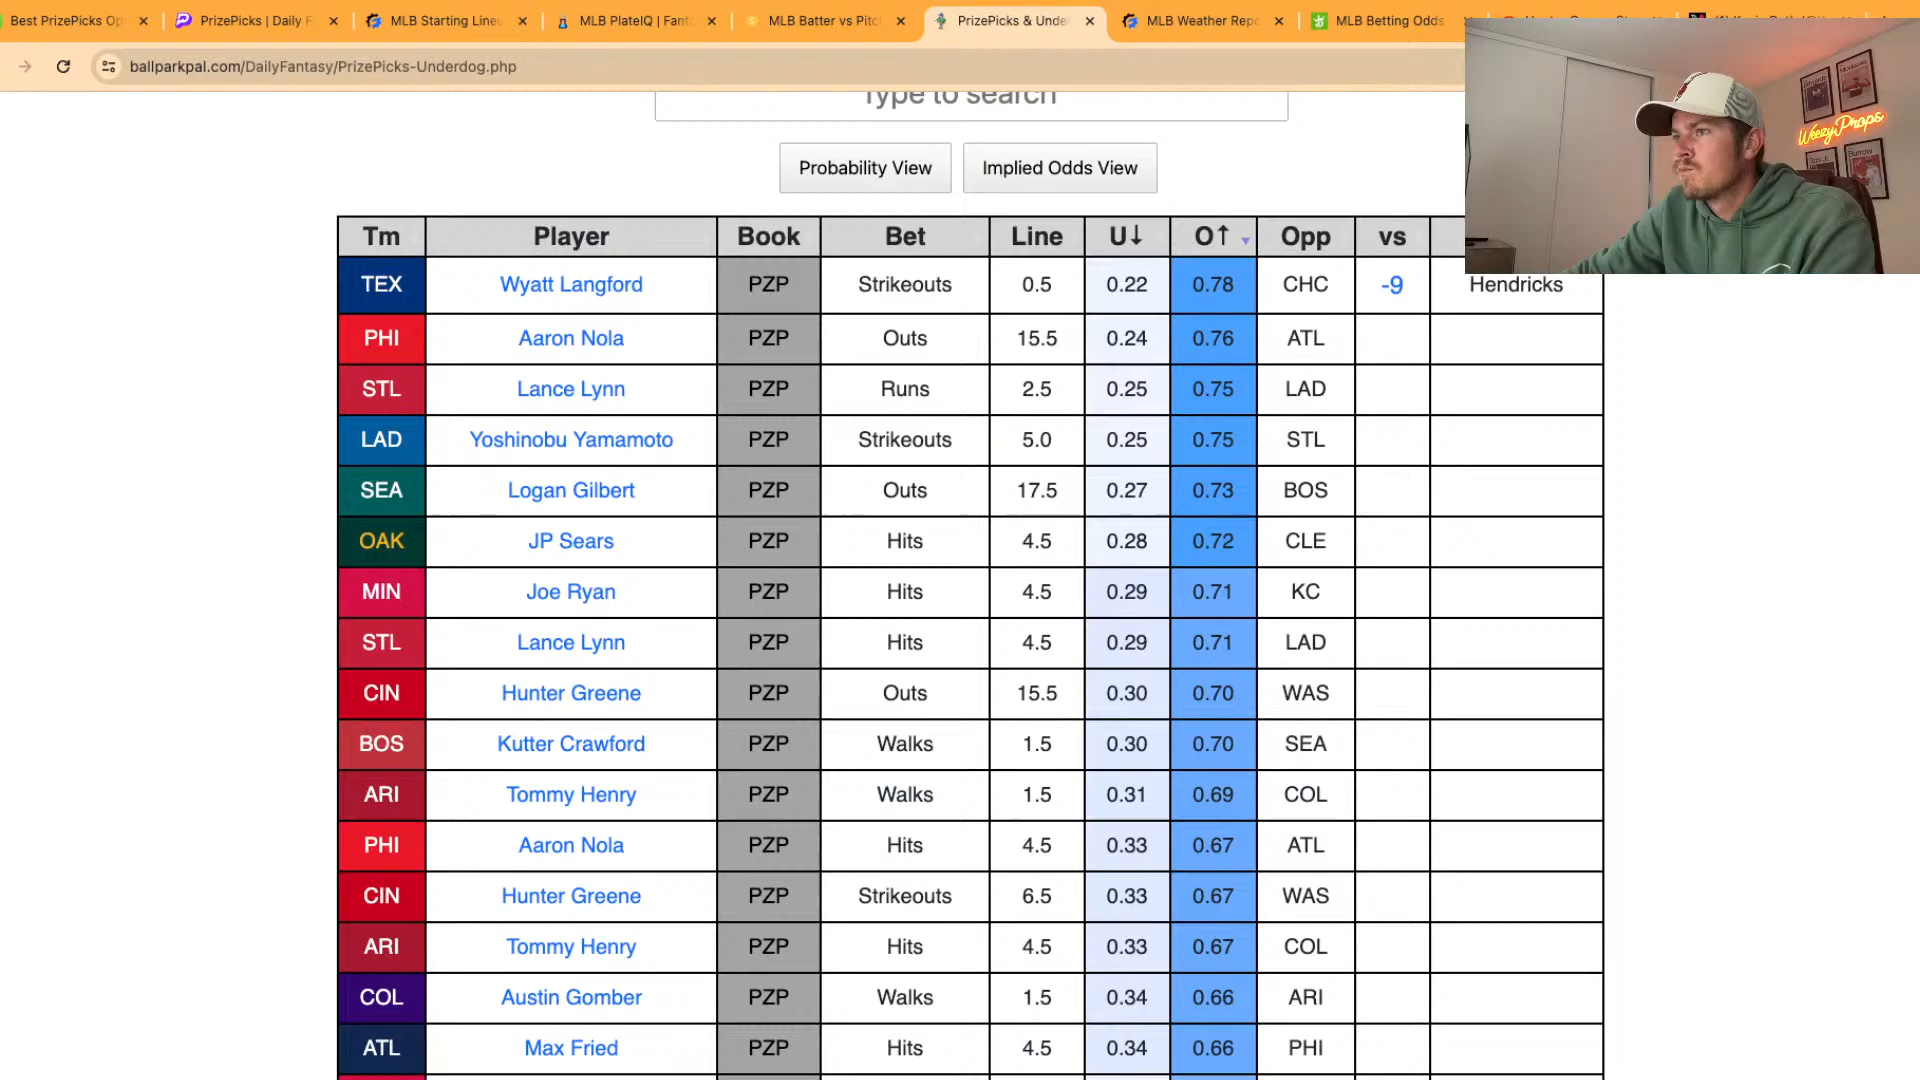 Best PrizePicks Op
PrizePicks | Daily F
MLB Starting Lineu
MLB PlateIQ | Fant
MLB Batter vs Pitc
PrizePicks & Unde
MLB Weather Repo
MLB Betting Odds
ballparkpal.com/DailyFantasy/PrizePicks-Underdog.php
Type to search
Probability View Implied Odds View
Weezy Props
Burrow
Tm Player Book Bet Line U↓ O↑ Opp vs
TEX Wyatt Langford PZP Strikeouts 0.5 0.22 0.78 CHC -9 Hendricks
PHI Aaron Nola PZP Outs 15.5 0.24 0.76 ATL
STL Lance Lynn PZP Runs 2.5 0.25 0.75 LAD
LAD Yoshinobu Yamamoto PZP Strikeouts 5.0 0.25 0.75 STL
SEA Logan Gilbert PZP Outs 17.5 0.27 0.73 BOS
OAK JP Sears PZP Hits 4.5 0.28 0.72 CLE
MIN Joe Ryan PZP Hits 4.5 0.29 0.71 KC
STL Lance Lynn PZP Hits 4.5 0.29 0.71 LAD
CIN Hunter Greene PZP Outs 15.5 0.30 0.70 WAS
BOS Kutter Crawford PZP Walks 1.5 0.30 0.70 SEA
ARI Tommy Henry PZP Walks 1.5 0.31 0.69 COL
PHI Aaron Nola PZP Hits 4.5 0.33 0.67 ATL
CIN Hunter Greene PZP Strikeouts 6.5 0.33 0.67 WAS
ARI Tommy Henry PZP Hits 4.5 0.33 0.67 COL
COL Austin Gomber PZP Walks 1.5 0.34 0.66 ARI
ATL Max Fried PZP Hits 4.5 0.34 0.66 PHI